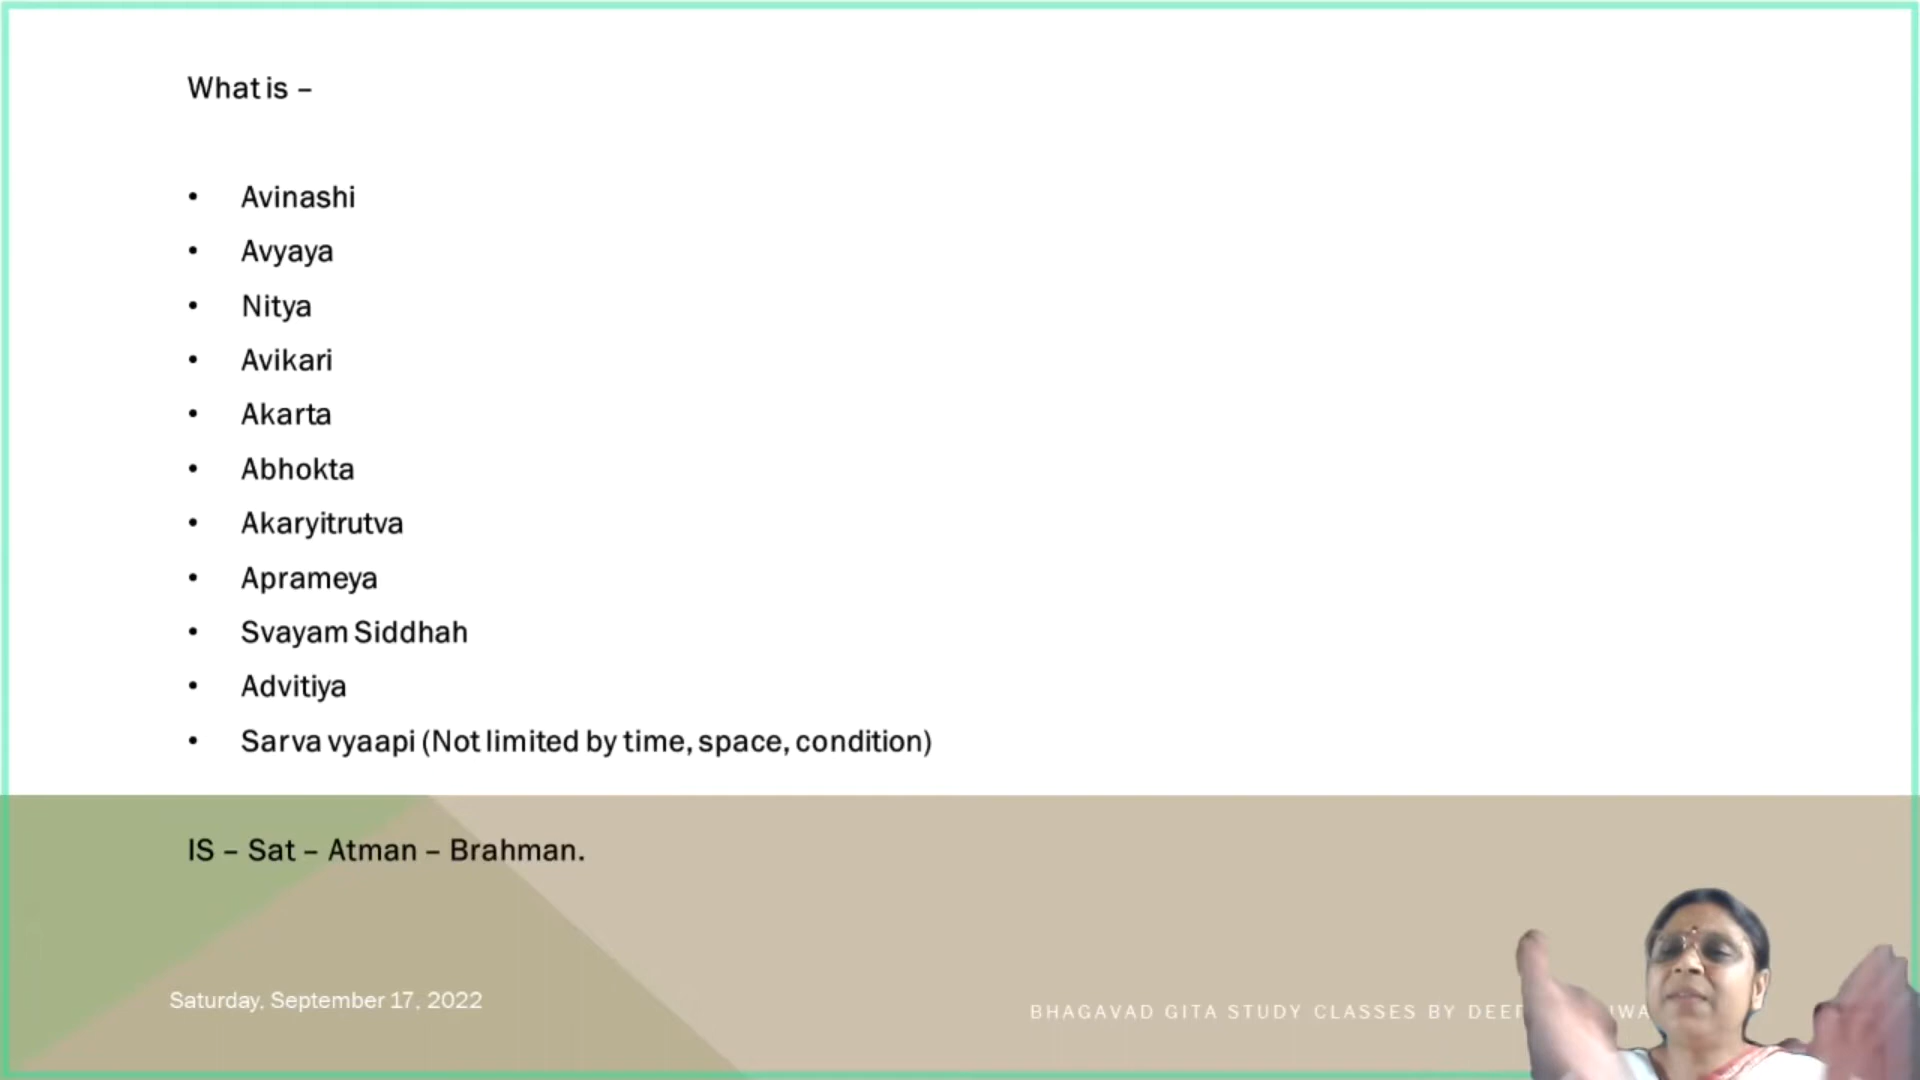 What is –
• Avinashi
• Avyaya
• Nitya
• Avikari
• Akarta
• Abhokta
• Akaryitrutva
• Aprameya
• Svayam Siddhah
• Advitiya
• Sarva vyaapi (Not limited by time, space, condition)
IS – Sat – Atman – Brahman.
Saturday, September 17, 2022
BHAGAVAD GITA STUDY CLASSES BY